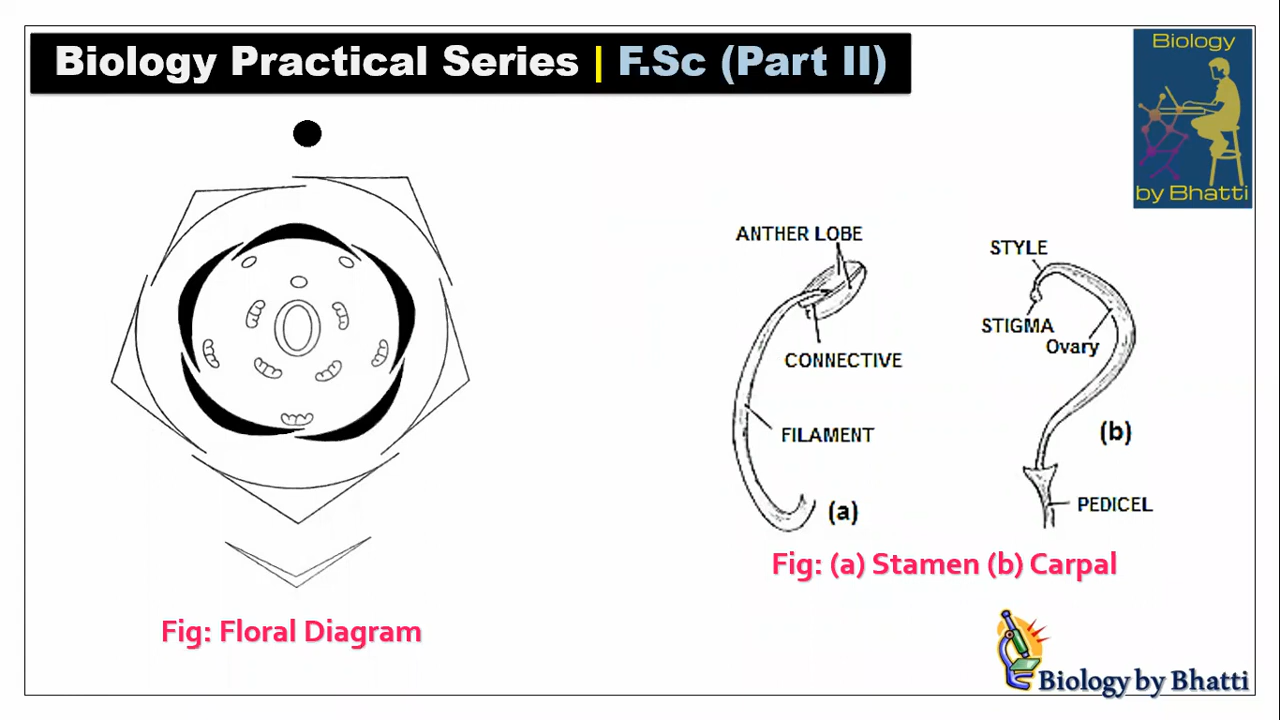 Biology Practical Series | F.Sc (Part II)
Biology
by Bhatti
ANTHER LOBE
CONNECTIVE
FILAMENT
(a)
STYLE
STIGMA
Ovary
(b)
PEDICEL
Fig: (a) Stamen (b) Carpal
Fig: Floral Diagram
Biology by Bhatti